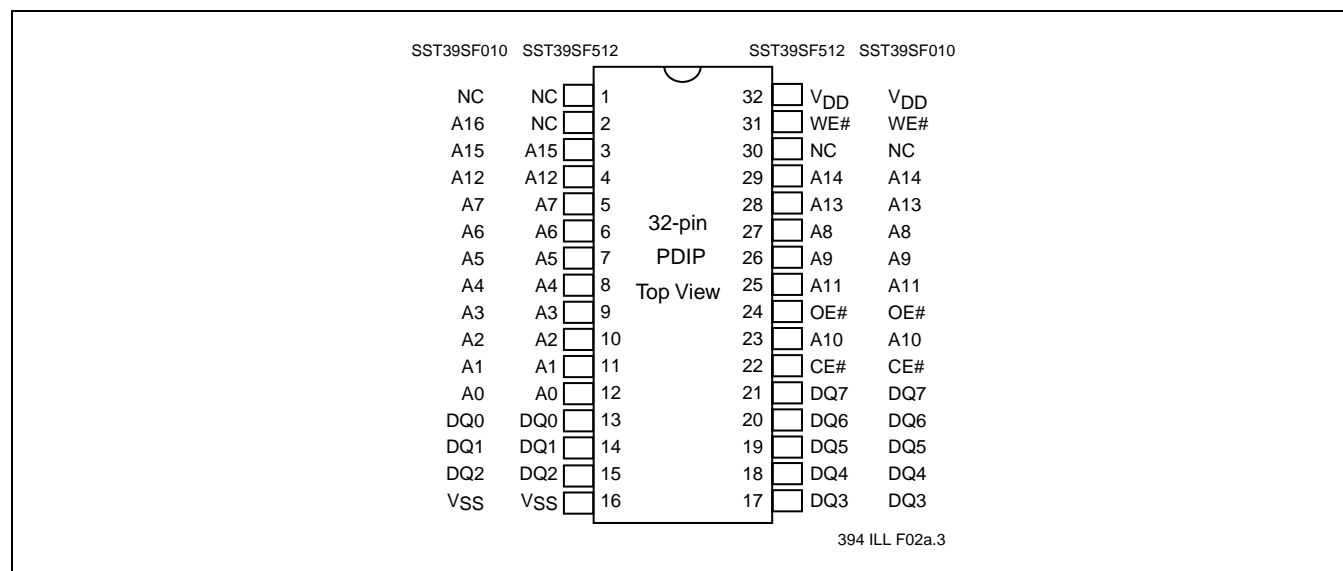 SST39SF010 SST39SF512 SST39SF512 SST39SF010
NC NC 1 32 VDD VDD
A16 NC 2 31 WE# WE#
A15 A15 3 30 NC NC
A12 A12 4 29 A14 A14
A7 A7 5 28 A13 A13
A6 A6 6 27 A8 A8
A5 A5 7 26 A9 A9
A4 A4 8 25 A11 A11
A3 A3 9 24 OE# OE#
A2 A2 10 23 A10 A10
A1 A1 11 22 CE# CE#
A0 A0 12 21 DQ7 DQ7
DQ0 DQ0 13 20 DQ6 DQ6
DQ1 DQ1 14 19 DQ5 DQ5
DQ2 DQ2 15 18 DQ4 DQ4
VSS VSS 16 17 DQ3 DQ3
32-pin
PDIP
Top View
394 ILL F02a.3